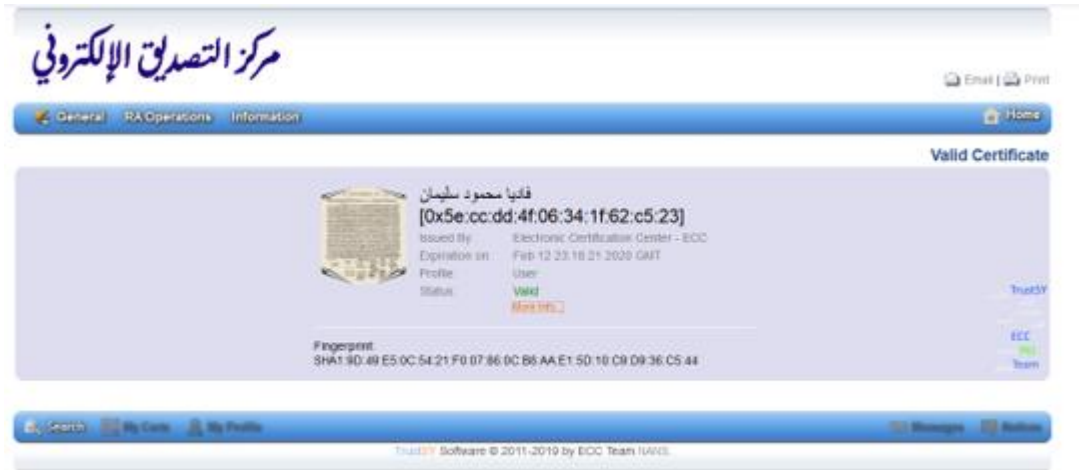 مركز التصديق الإلكتروني
Email | Print
General RA Operations Information Home
Valid Certificate
فاديا محمود سليمان
[0x5e:cc:dd:4f:06:34:1f:62:c5:23]
Issued By Electronic Certification Center - ECC
Expiration on Feb 12 23:18:21 2020 GMT
Profile User
Status Valid
More Info...
TrustSY
ECC
Team
Fingerprint
SHA1:9D:49:E5:0C:54:21:F0:07:86:0C:B8:AA:E1:5D:10:C9:D9:36:C5:44
Search My Certs My Profile Messages
TrustSY Software © 2011-2019 by ECC Team NANS.